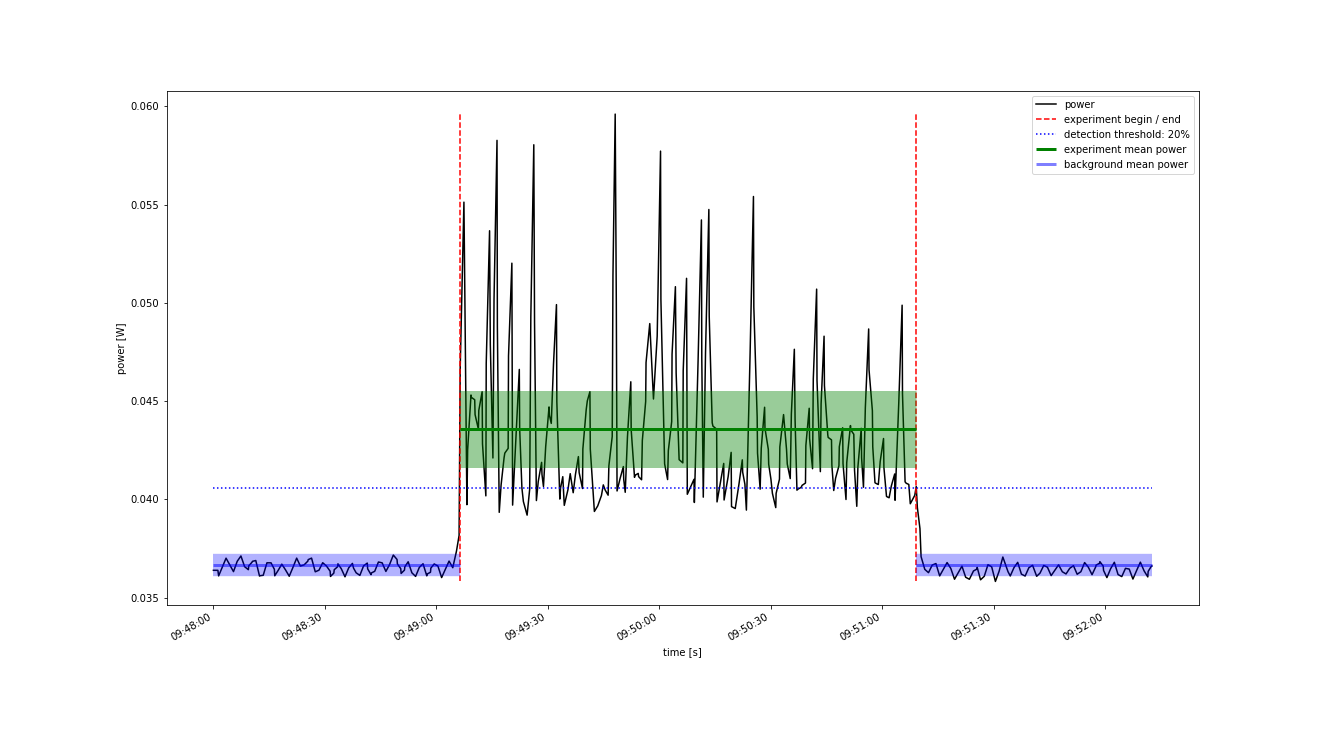 0.060
0.055
0.050
0.045
0.040
0.035
power [W]
09:48:00
09:48:30
09:49:00
09:49:30
09:50:00
09:50:30
09:51:00
09:51:30
09:52:00
time [s]
power
experiment begin / end
detection threshold: 20%
experiment mean power
background mean power